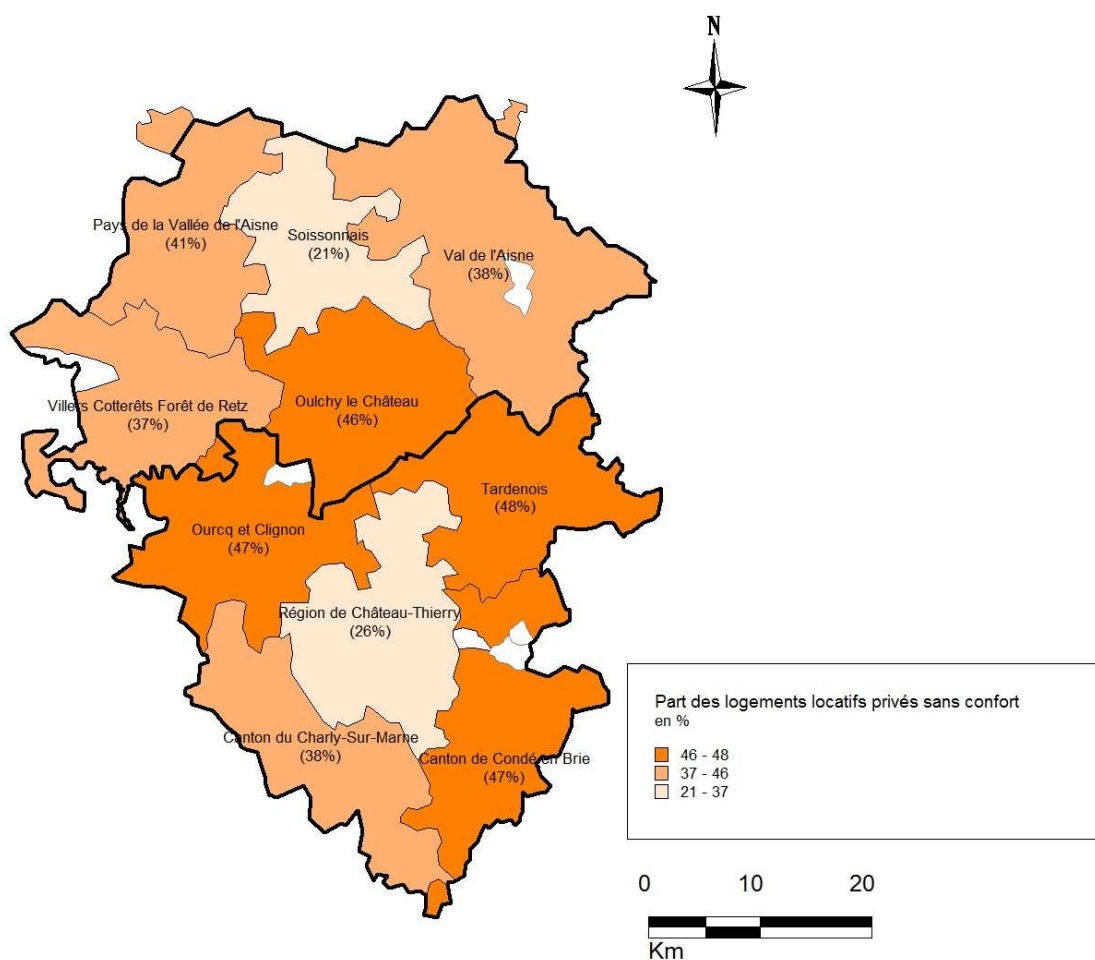 N
Pays de la Vallée de l'Aisne
(41%)
Soissonnais
(21%)
Val de l'Aisne
(38%)
Villers Cotterêts Forêt de Retz
(37%)
Oulchy le Château
(46%)
Tardenois
(48%)
Ourcq et Clignon
(47%)
Région de Château-Thierry
(26%)
Canton du Charly-Sur-Marne
(38%)
Canton de Condé en Brie
(47%)
Part des logements locatifs privés sans confort
en %
46 - 48
37 - 46
21 - 37
0 10 20
Km